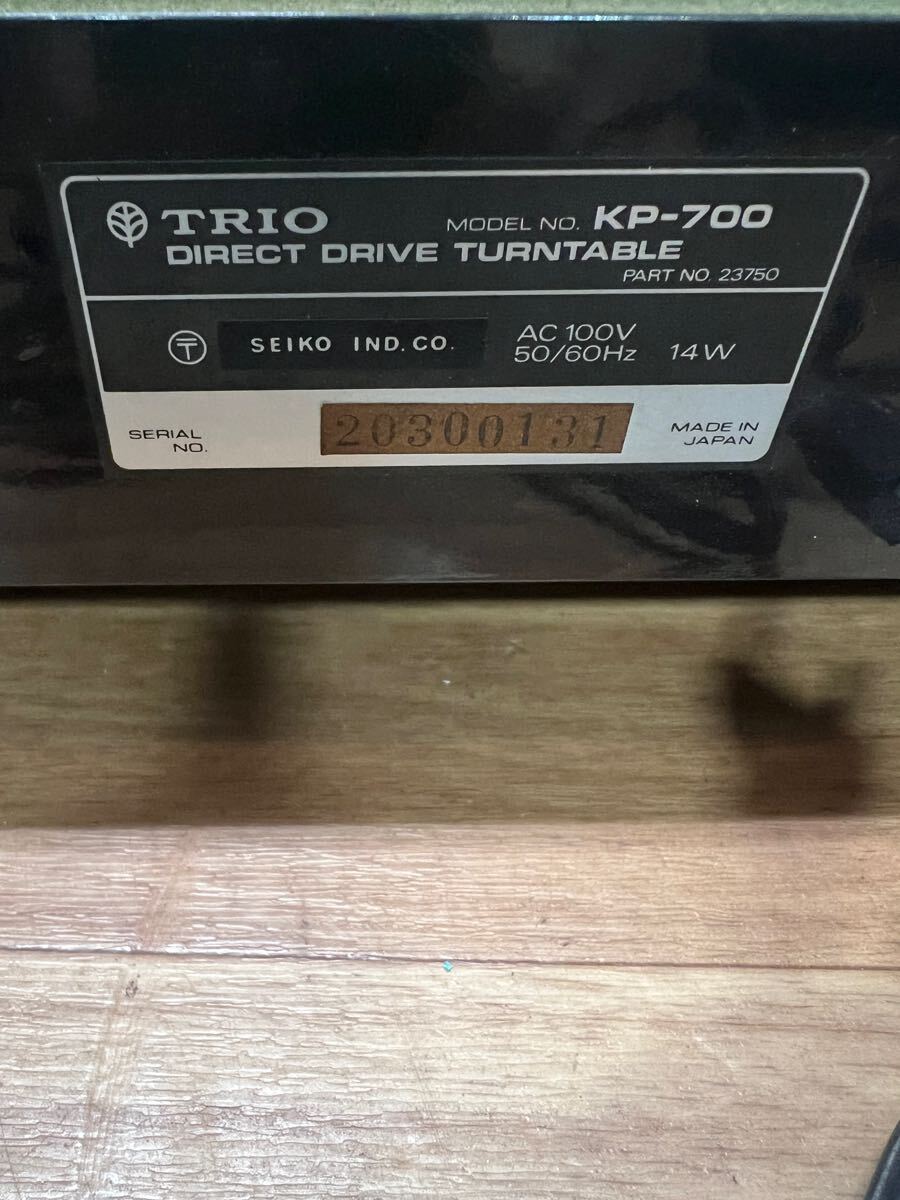 TRIO MODEL NO. KP-700
DIRECT DRIVE TURNTABLE
PART NO. 23750
〒 SEIKO IND. CO. AC 100V
50/60Hz 14W
SERIAL NO. 20300131 MADE IN JAPAN